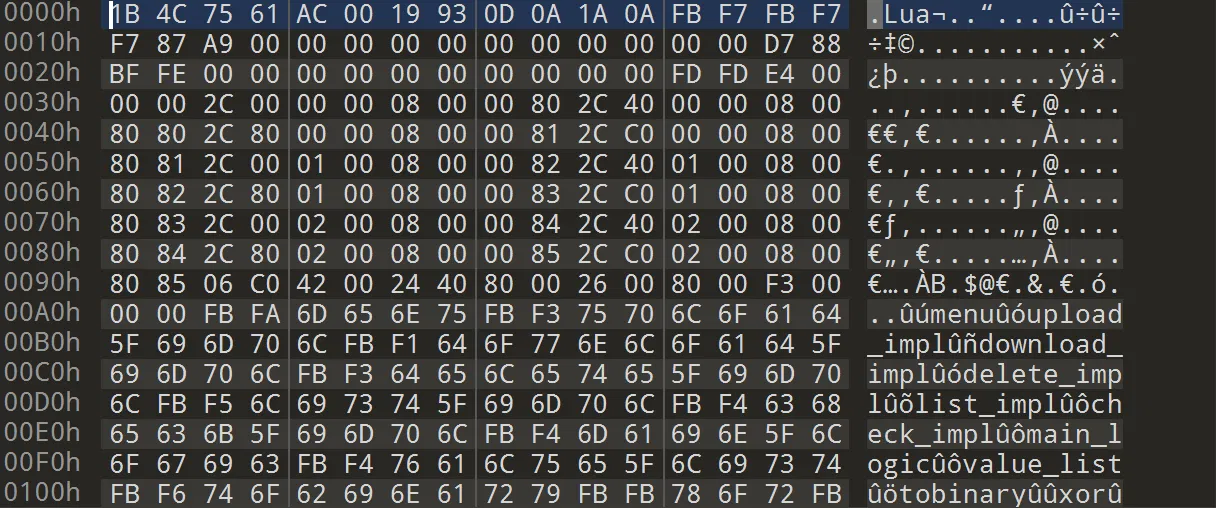 0000h 1B 4C 75 61 AC 00 19 93 0D 0A 1A 0A FB F7 FB F7 .Lua¬..“....û÷û÷
0010h F7 87 A9 00 00 00 00 00 00 00 00 00 00 00 D7 88 ÷‡©...........×ˆ
0020h BF FE 00 00 00 00 00 00 00 00 00 00 FD FD E4 00 ¿þ..........ýýä.
0030h 00 00 2C 00 00 00 08 00 00 80 2C 40 00 00 08 00 ..,......€,@....
0040h 80 80 2C 80 00 00 08 00 00 81 2C C0 00 00 08 00 €€,€......,À....
0050h 80 81 2C 00 01 00 08 00 00 82 2C 40 01 00 08 00 €.,......‚,@....
0060h 80 82 2C 80 01 00 08 00 00 83 2C C0 01 00 08 00 €‚,€.....ƒ,À....
0070h 80 83 2C 00 02 00 08 00 00 84 2C 40 02 00 08 00 €ƒ,......„,@....
0080h 80 84 2C 80 02 00 08 00 00 85 2C C0 02 00 08 00 €„,€.....…,À....
0090h 80 85 06 C0 42 00 24 40 80 00 26 00 80 00 F3 00 €….ÀB.$@€.&.€.ó.
00A0h 00 00 FB FA 6D 65 6E 75 FB F3 75 70 6C 6F 61 64 ..ûúmenuûóupload
00B0h 5F 69 6D 70 6C FB F1 64 6F 77 6E 6C 6F 61 64 5F _implûñdownload_
00C0h 69 6D 70 6C FB F3 64 65 6C 65 74 65 5F 69 6D 70 implûódelete_imp
00D0h 6C FB F5 6C 69 73 74 5F 69 6D 70 6C FB F4 63 68 lûõlist_implûôch
00E0h 65 63 6B 5F 69 6D 70 6C FB F4 6D 61 69 6E 5F 6C eck_implûômain_l
00F0h 6F 67 69 63 FB F4 76 61 6C 75 65 5F 6C 69 73 74 ogicûôvalue_list
0100h FB F6 74 6F 62 69 6E 61 72 79 FB FB 78 6F 72 FB ûötobinaryûûxorû